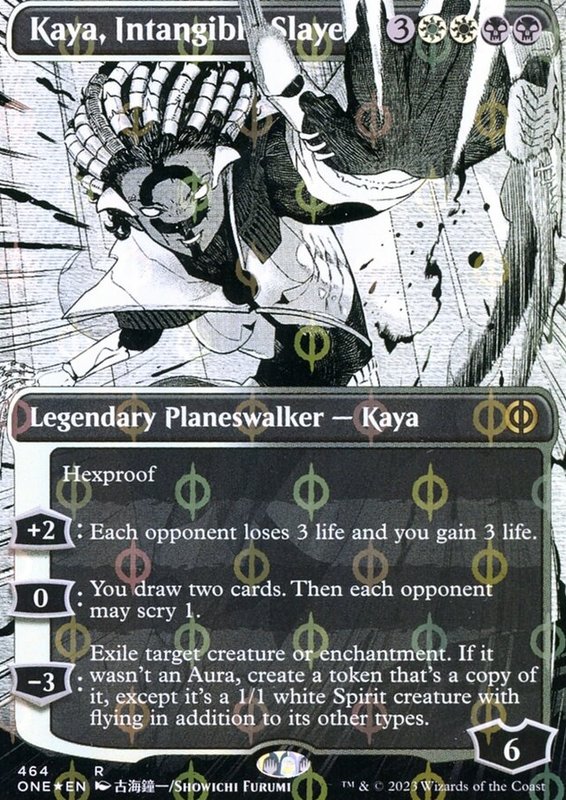 Kaya, Intangible Slayer 3
Legendary Planeswalker — Kaya
Hexproof
+2: Each opponent loses 3 life and you gain 3 life.
0: You draw two cards. Then each opponent
may scry 1.
−3: Exile target creature or enchantment. If it
wasn't an Aura, create a token that's a copy of
it, except it's a 1/1 white Spirit creature with
flying in addition to its other types.
6
464 R
ONE★EN 古海鐘一/SHOWICHI FURUMI ™ & © 2023 Wizards of the Coast